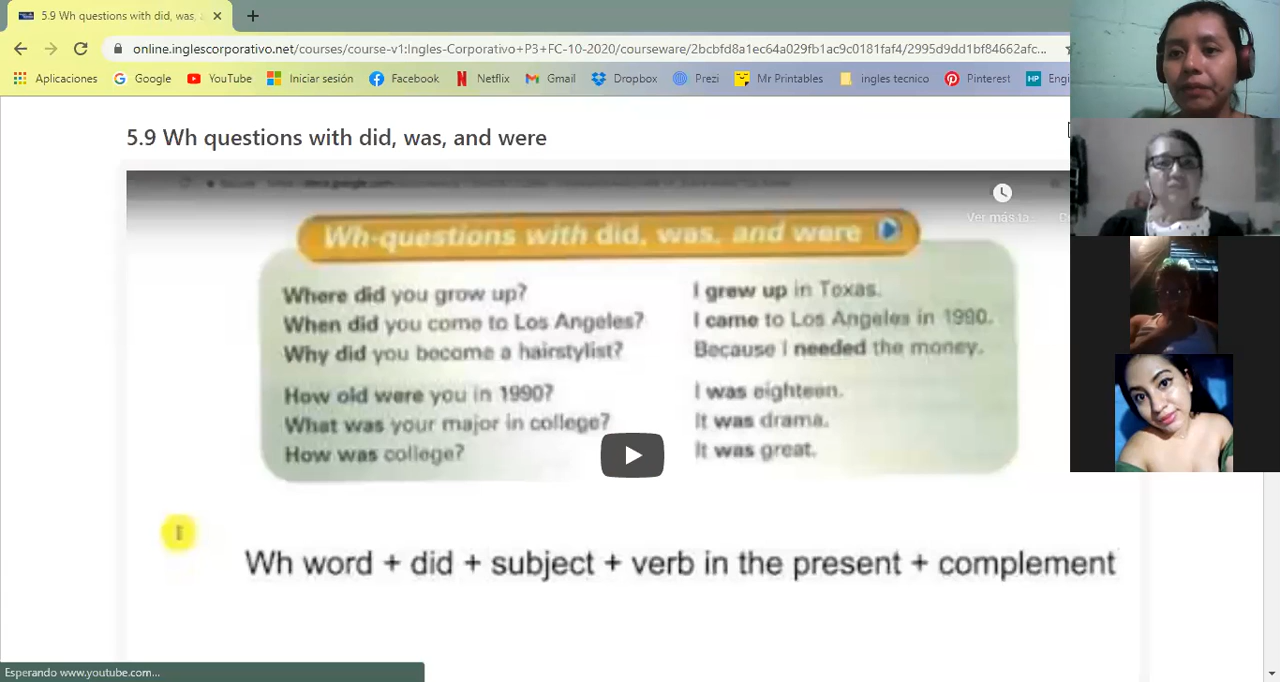 5.9 Wh questions with did, was, a
online.inglescorporativo.net/courses/course-v1:Ingles-Corporativo+P3+FC-10-2020/courseware/2bcbfd8a1ec64a029fb1ac9c0181faf4/2995d9dd1bf84662afc...
Aplicaciones Google YouTube Iniciar sesión Facebook Netflix Gmail Dropbox Prezi Mr Printables ingles tecnico Pinterest HP Engi
5.9 Wh questions with did, was, and were
Ver más ta...
Wh-questions with did, was, and were
Where did you grow up? I grew up in Texas.
When did you come to Los Angeles? I came to Los Angeles in 1990.
Why did you become a hairstylist? Because I needed the money.
How old were you in 1990? I was eighteen.
What was your major in college? It was drama.
How was college? It was great.
Wh word + did + subject + verb in the present + complement
Esperando www.youtube.com...